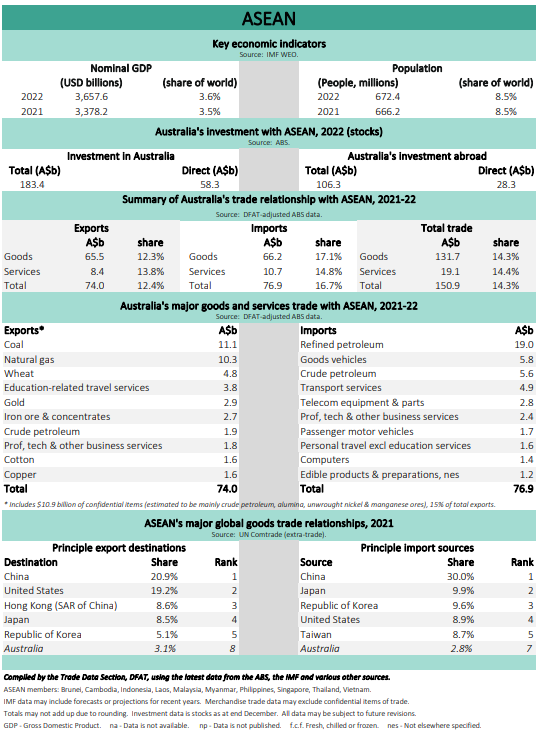 ASEAN
Key economic indicators
Source: IMF WEO.
Nominal GDP Population
(USD billions) (share of world) (People, millions) (share of world)
2022 3,657.6 3.6% 2022 672.4 8.5%
2021 3,378.2 3.5% 2021 666.2 8.5%
Australia's investment with ASEAN, 2022 (stocks)
Source: ABS.
Investment in Australia Australia's investment abroad
Total (A$b) Direct (A$b) Total (A$b) Direct (A$b)
183.4 58.3 106.3 28.3
Summary of Australia's trade relationship with ASEAN, 2021-22
Source: DFAT-adjusted ABS data.
Exports Imports Total trade
A$b share A$b share A$b share
Goods 65.5 12.3% Goods 66.2 17.1% Goods 131.7 14.3%
Services 8.4 13.8% Services 10.7 14.8% Services 19.1 14.4%
Total 74.0 12.4% Total 76.9 16.7% Total 150.9 14.3%
Australia's major goods and services trade with ASEAN, 2021-22
Source: DFAT-adjusted ABS data.
Exports* A$b Imports A$b
Coal 11.1 Refined petroleum 19.0
Natural gas 10.3 Goods vehicles 5.8
Wheat 4.8 Crude petroleum 5.6
Education-related travel services 3.8 Transport services 4.9
Gold 2.9 Telecom equipment & parts 2.8
Iron ore & concentrates 2.7 Prof, tech & other business services 2.4
Crude petroleum 1.9 Passenger motor vehicles 1.7
Prof, tech & other business services 1.8 Personal travel excl education services 1.6
Cotton 1.6 Computers 1.4
Copper 1.6 Edible products & preparations, nes 1.2
Total 74.0 Total 76.9
* Includes $10.9 billion of confidential items (estimated to be mainly crude petroleum, alumina, unwrought nickel & manganese ores), 15% of total exports.
ASEAN's major global goods trade relationships, 2021
Source: UN Comtrade (extra-trade).
Principle export destinations Principle import sources
Destination Share Rank Source Share Rank
China 20.9% 1 China 30.0% 1
United States 19.2% 2 Japan 9.9% 2
Hong Kong (SAR of China) 8.6% 3 Republic of Korea 9.6% 3
Japan 8.5% 4 United States 8.9% 4
Republic of Korea 5.1% 5 Taiwan 8.7% 5
Australia 3.1% 8 Australia 2.8% 7
Compiled by the Trade Data Section, DFAT, using the latest data from the ABS, the IMF and various other sources.
ASEAN members: Brunei, Cambodia, Indonesia, Laos, Malaysia, Myanmar, Philippines, Singapore, Thailand, Vietnam.
IMF data may include forecasts or projections for recent years. Merchandise trade data may exclude confidential items of trade.
Totals may not add up due to rounding. Investment data is stocks as at end December. All data may be subject to future revisions.
GDP - Gross Domestic Product. na - Data is not available. np - Data is not published. f.c.f. Fresh, chilled or frozen. nes - Not elsewhere specified.